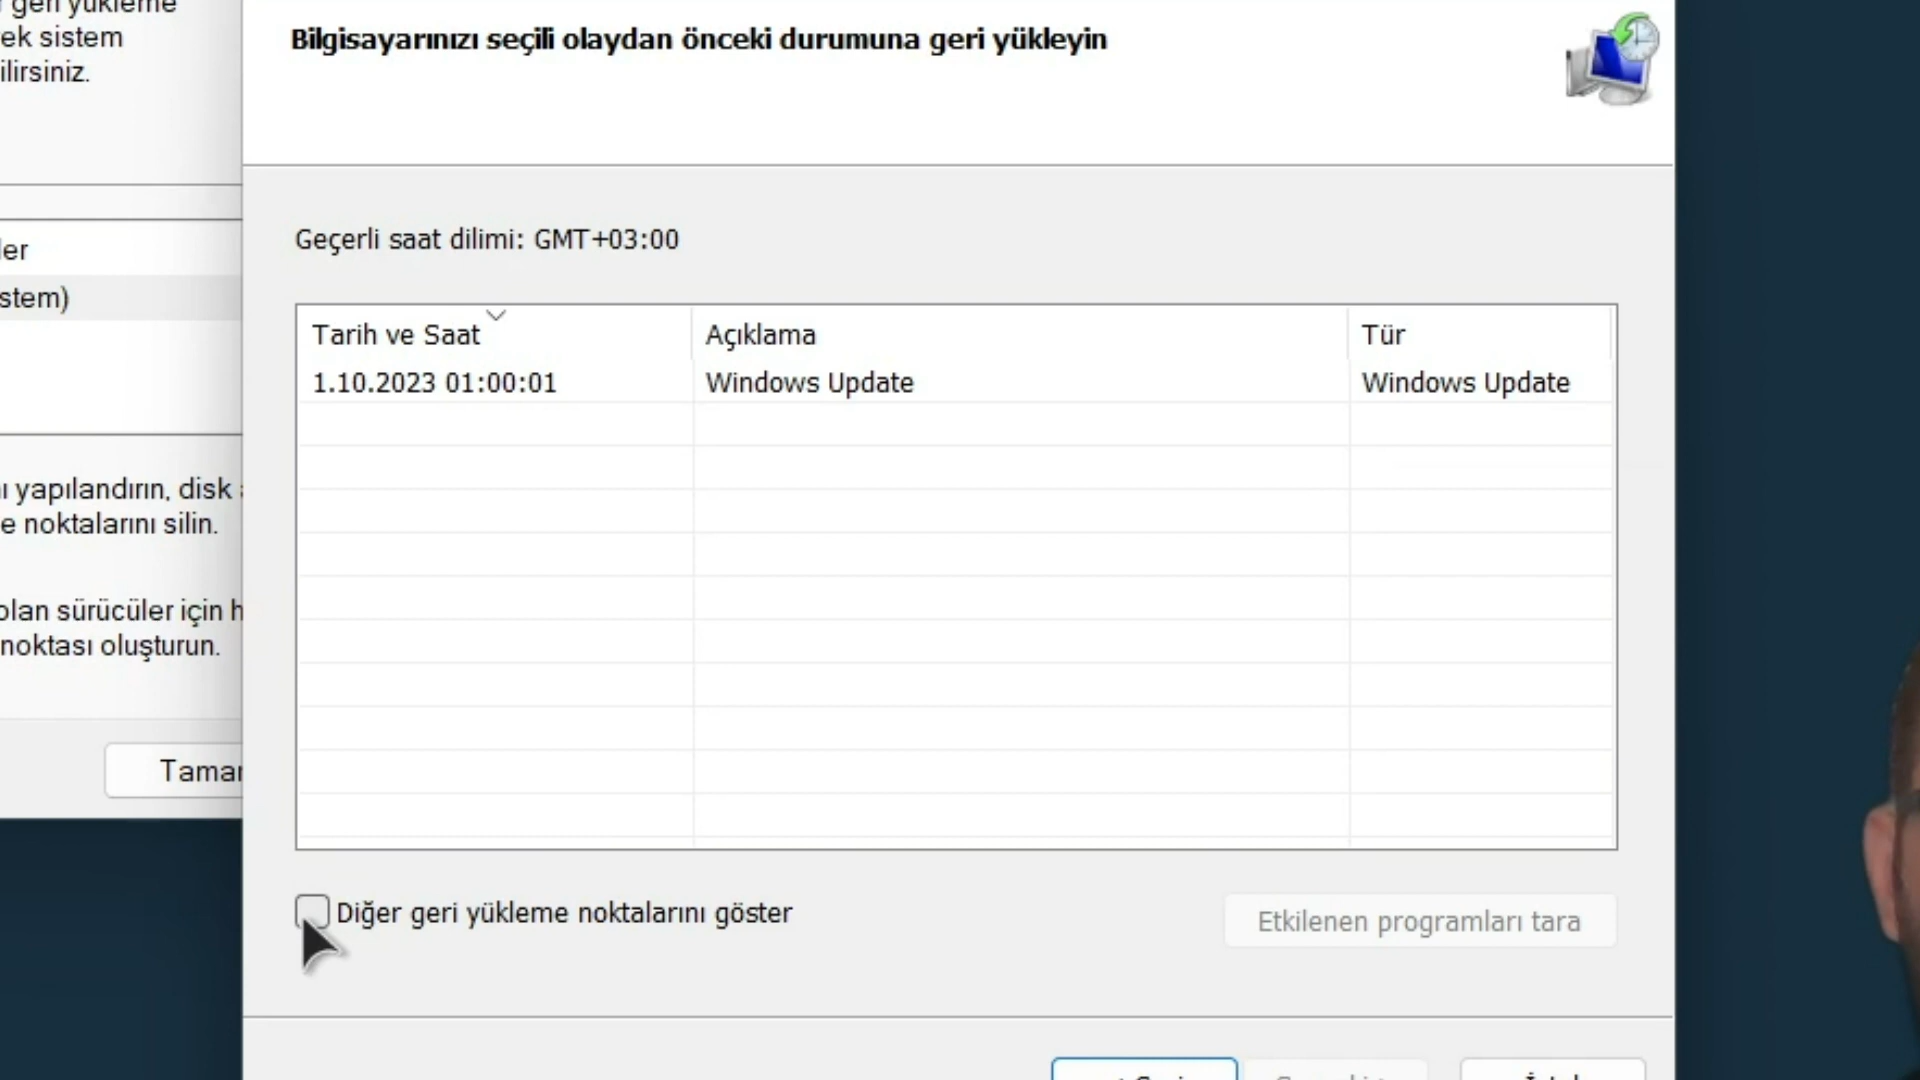 geri yükleme
ek sistem
ilirsiniz.
ler
stem)
yapılandırın, disk
e noktalarını silin.
olan sürücüler için
noktası oluşturun.
Bilgisayarınızı seçili olaydan önceki durumuna geri yükleyin
Geçerli saat dilimi: GMT+03:00
Tarih ve Saat Açıklama Tür
1.10.2023 01:00:01 Windows Update Windows Update
Diğer geri yükleme noktalarını göster
Etkilenen programları tara